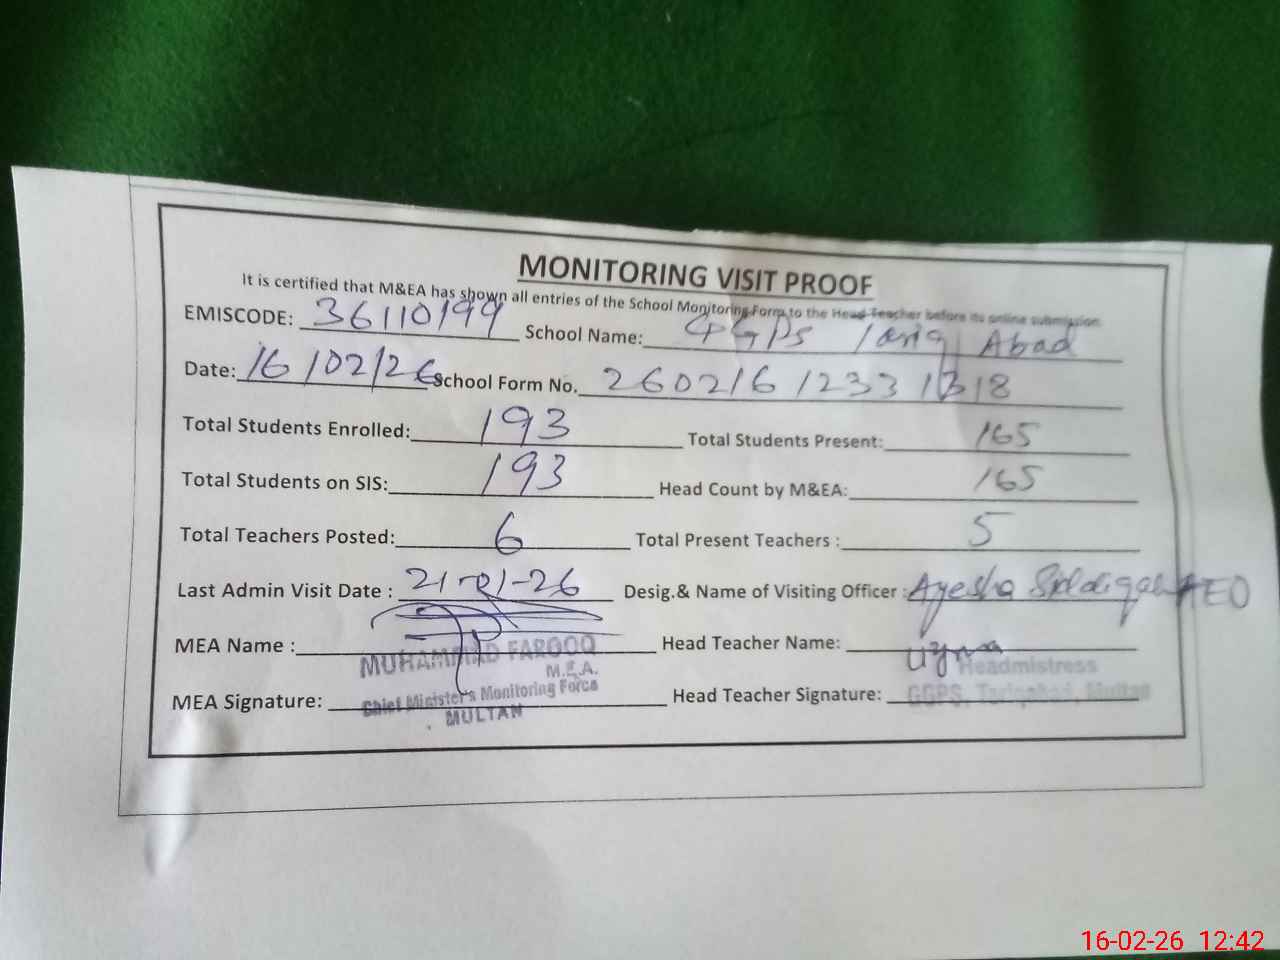 MONITORING VISIT PROOF
It is certified that M&EA has shown all entries of the School Monitoring Form to the Head Teacher before its online submission.
EMISCODE: 36110199 School Name: GGPS Tariq Abad
Date: 16/02/26 School Form No. 26021612331318
Total Students Enrolled: 193 Total Students Present: 165
Total Students on SIS: 193 Head Count by M&EA: 165
Total Teachers Posted: 6 Total Present Teachers : 5
Last Admin Visit Date : 21-01-26 Desig.& Name of Visiting Officer : Ayesha AEO
MEA Name : Head Teacher Name: Uzma
MUHAMMAD FAROOQ
M.E.A. Headmistress
MEA Signature: Chief Minister's Monitoring Force Head Teacher Signature: GGPS, Tariqabad, Multan
MULTAN
16-02-26 12:42